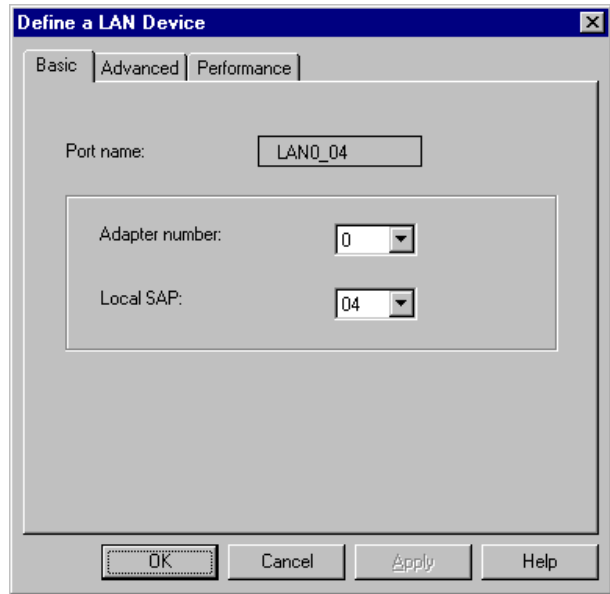 Define a LAN Device
Basic Advanced Performance
Port name: LAN0_04
Adapter number: 0
Local SAP: 04
OK Cancel Apply Help